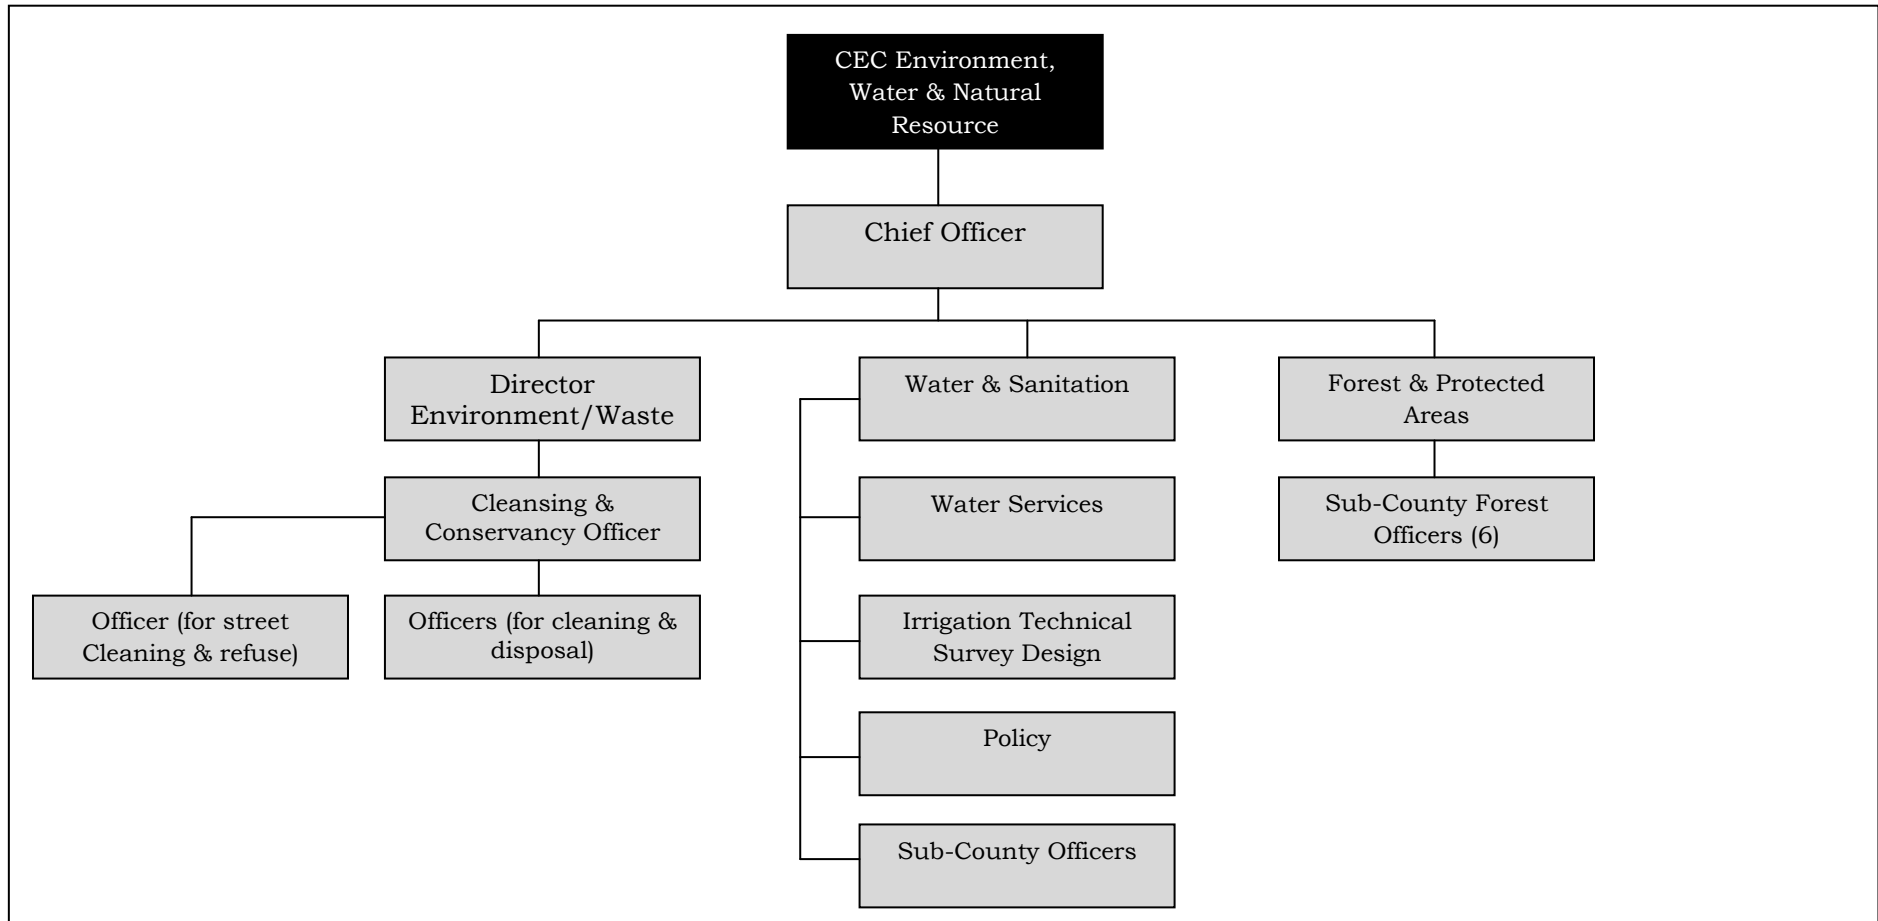 CEC Environment,
Water & Natural
Resource
Chief Officer
Director
Environment/Waste
Water & Sanitation
Forest & Protected
Areas
Cleansing &
Conservancy Officer
Water Services
Sub-County Forest
Officers (6)
Officer (for street
Cleaning & refuse)
Officers (for cleaning &
disposal)
Irrigation Technical
Survey Design
Policy
Sub-County Officers